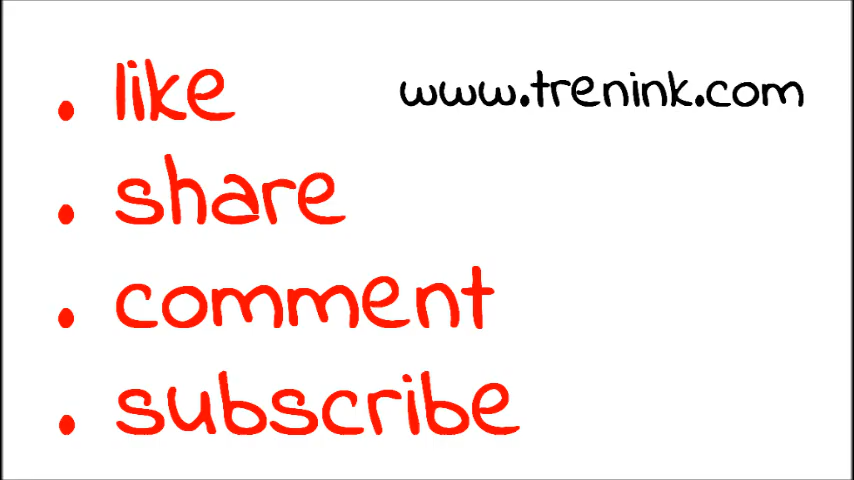 . like
www.trenink.com
. share
. comment
. subscribe